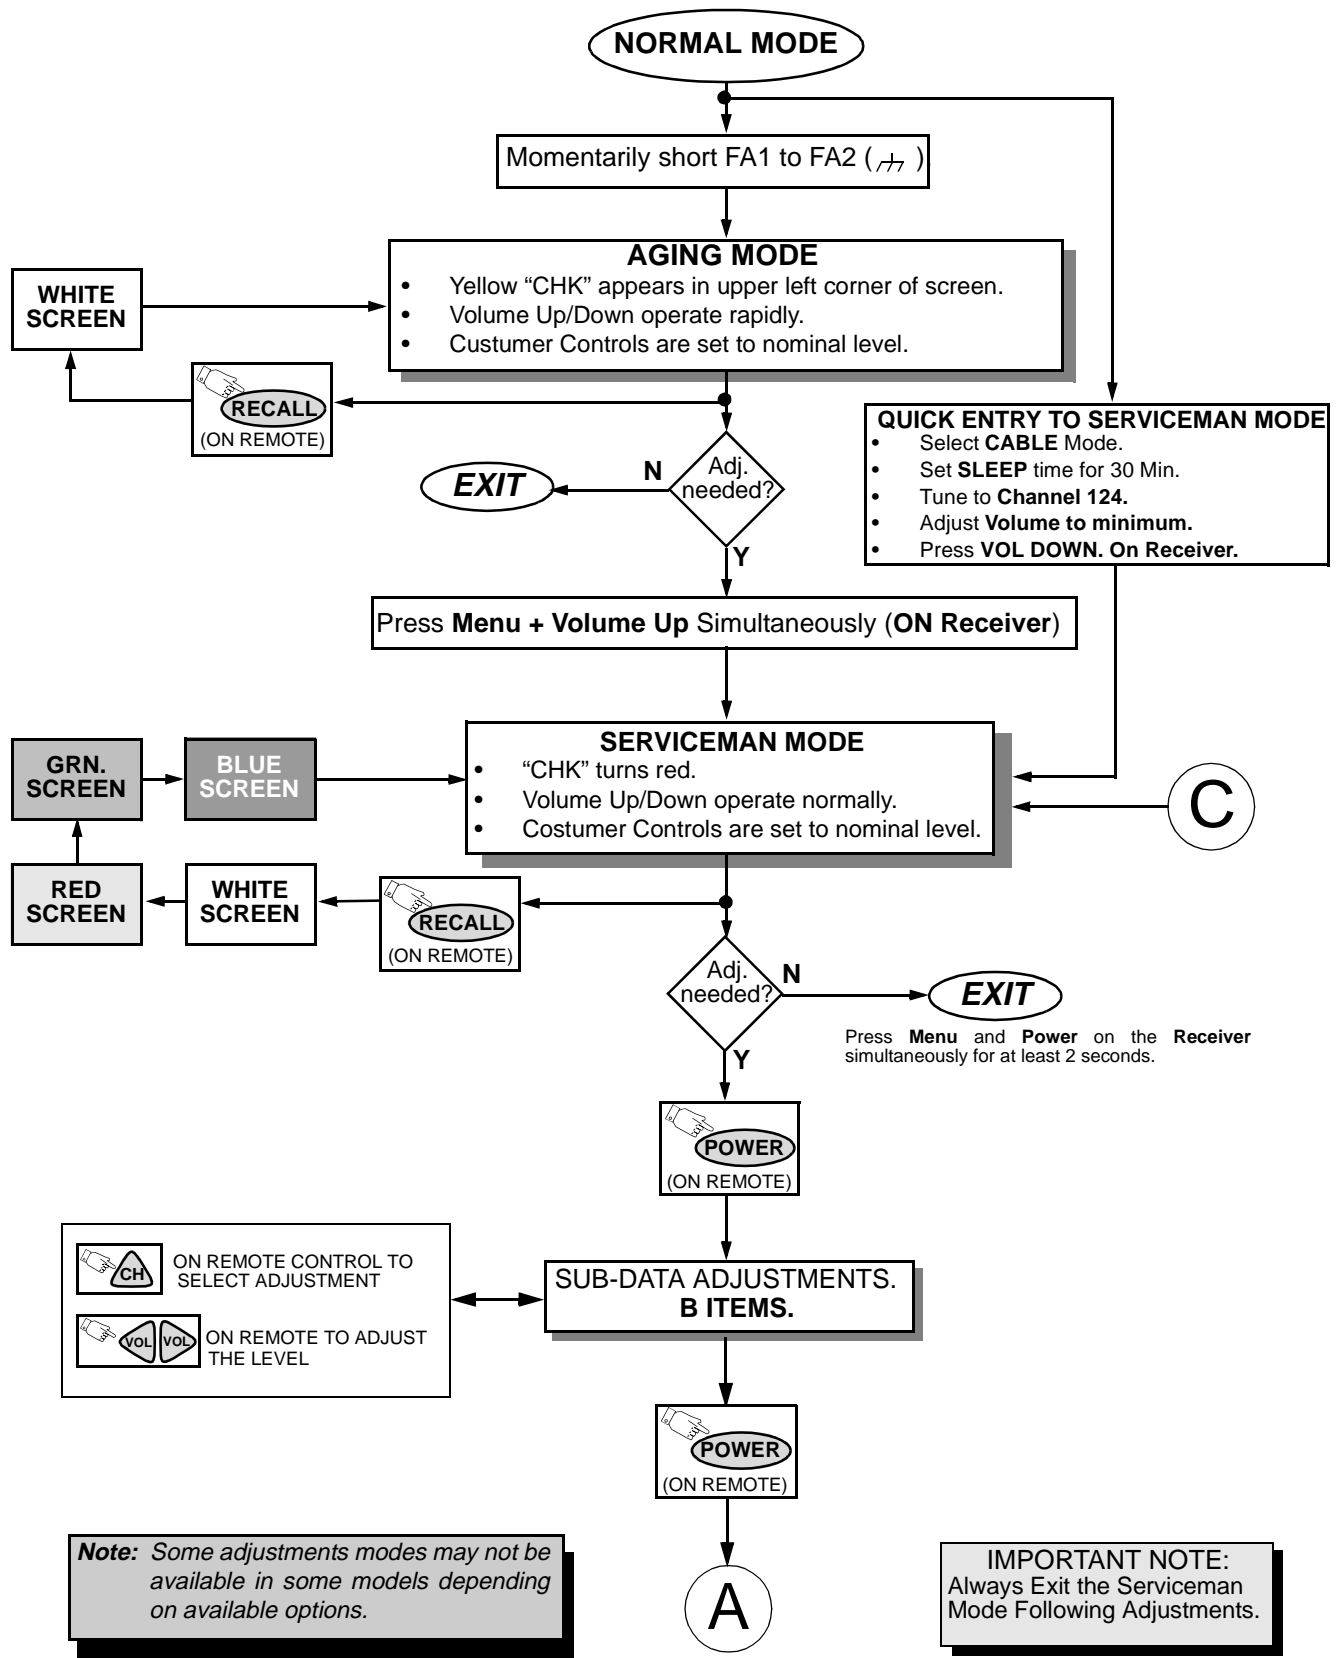 NORMAL MODE
Momentarily short FA1 to FA2 ( )
AGING MODE
• Yellow “CHK” appears in upper left corner of screen.
• Volume Up/Down operate rapidly.
• Custumer Controls are set to nominal level.
WHITE
SCREEN
RECALL
(ON REMOTE)
QUICK ENTRY TO SERVICEMAN MODE
• Select CABLE Mode.
• Set SLEEP time for 30 Min.
• Tune to Channel 124.
• Adjust Volume to minimum.
• Press VOL DOWN. On Receiver.
EXIT
N
Adj.
needed?
Y
Press Menu + Volume Up Simultaneously (ON Receiver)
SERVICEMAN MODE
• “CHK” turns red.
• Volume Up/Down operate normally.
• Costumer Controls are set to nominal level.
GRN.
SCREEN
BLUE
SCREEN
C
RED
SCREEN
WHITE
SCREEN
RECALL
(ON REMOTE)
Adj.
needed?
N
EXIT
Press Menu and Power on the Receiver
simultaneously for at least 2 seconds.
Y
POWER
(ON REMOTE)
CH
ON REMOTE CONTROL TO
SELECT ADJUSTMENT
VOL VOL
ON REMOTE TO ADJUST
THE LEVEL
SUB-DATA ADJUSTMENTS.
B ITEMS.
POWER
(ON REMOTE)
A
Note: Some adjustments modes may not be
available in some models depending
on available options.
IMPORTANT NOTE:
Always Exit the Serviceman
Mode Following Adjustments.